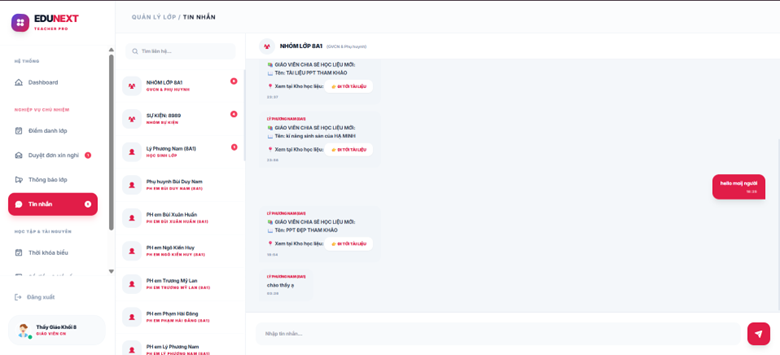 EDUNEXT
TEACHER PRO
QUẢN LÝ LỚP / TIN NHẮN
HỆ THỐNG
Dashboard
NGHIỆP VỤ CHỦ NHIỆM
Điểm danh lớp
Duyệt đơn xin nghỉ
Thông báo lớp
Tin nhắn
HỌC TẬP & TÀI NGUYÊN
Thời khóa biểu
Đăng xuất
Thầy Giáo Khối 8
GIÁO VIÊN CN
Tìm liên hệ...
NHÓM LỚP 8A1
GVCN & PHỤ HUYNH
SỰ KIỆN: 8989
NHÓM SỰ KIỆN
Lý Phương Nam (8A1)
HỌC SINH LỚP
Phụ huynh Bùi Duy Nam
PH EM BÙI DUY NAM (8A1)
PH em Bùi Xuân Huấn
PH EM BÙI XUÂN HUẤN (8A1)
PH em Ngô Kiến Huy
PH EM NGÔ KIẾN HUY (8A1)
PH em Trương Mỹ Lan
PH EM TRƯƠNG MỸ LAN (8A1)
PH em Phạm Hải Đăng
PH EM PHẠM HẢI ĐĂNG (8A1)
PH em Lý Phương Nam
PH EM LÝ PHƯƠNG NAM (8A1)
NHÓM LỚP 8A1 (GVCN & Phụ huynh)
GIÁO VIÊN CHIA SẺ HỌC LIỆU MỚI:
Tên: TÀI LIỆU PPT THAM KHẢO
Xem tại Kho học liệu: ĐI TỚI TÀI LIỆU
LÝ PHƯƠNG NAM (8A1)
GIÁO VIÊN CHIA SẺ HỌC LIỆU MỚI:
Tên: kĩ năng sinh sản của HÀ MINH
Xem tại Kho học liệu: ĐI TỚI TÀI LIỆU
hello moij người
LÝ PHƯƠNG NAM (8A1)
GIÁO VIÊN CHIA SẺ HỌC LIỆU MỚI:
Tên: PPT ĐẸP THAM KHẢO
Xem tại Kho học liệu: ĐI TỚI TÀI LIỆU
LÝ PHƯƠNG NAM (8A1)
chào thầy ạ
Nhập tin nhắn...